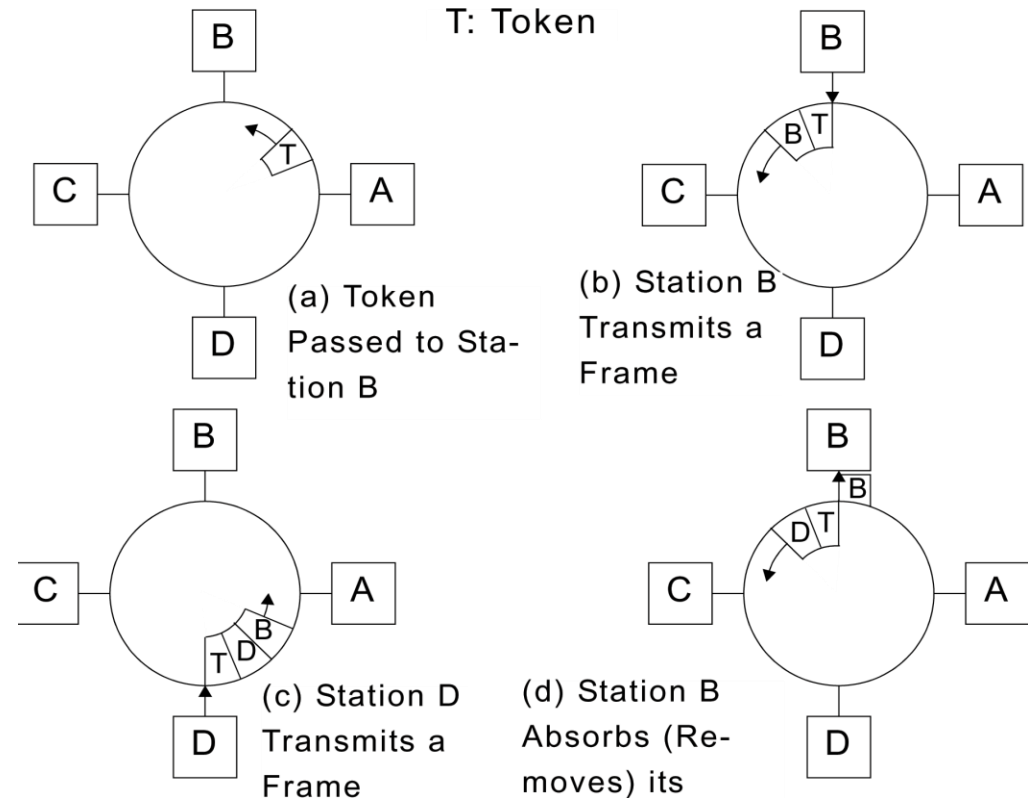 T: Token
B
T
C
A
D
(a) Token
Passed to Sta-
tion B
B
B T
C
A
D
(b) Station B
Transmits a
Frame
B
C
A
B
D
T
D
(c) Station D
Transmits a
Frame
B
B
D T
C
A
D
(d) Station B
Absorbs (Re-
moves) its